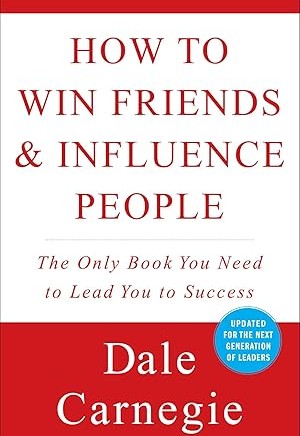 HOW TO
WIN FRIENDS
& INFLUENCE
PEOPLE
The Only Book You Need
to Lead You to Success
UPDATED
FOR THE NEXT
GENERATION
OF LEADERS
Dale
Carnegie